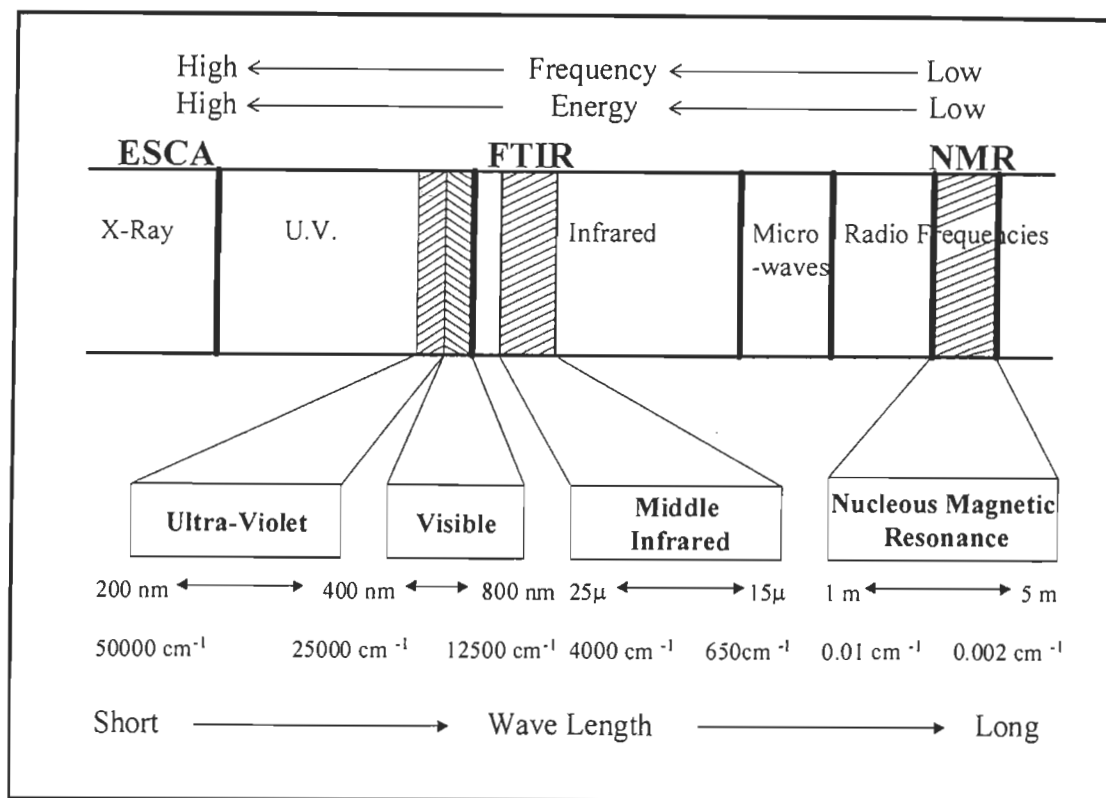 High Frequency Low
High Energy Low
ESCA FTIR NMR
X-Ray U.V. Infrared Micro Radio Frequencies
-waves
Ultra-Violet Visible Middle Nucleous Magnetic
Infrared Resonance
200 nm 400 nm 800 nm 25μ 15μ 1 m 5 m
50000 cm -1 25000 cm -1 12500 cm -1 4000 cm -1 650cm -1 0.01 cm -1 0.002 cm -1
Short Wave Length Long